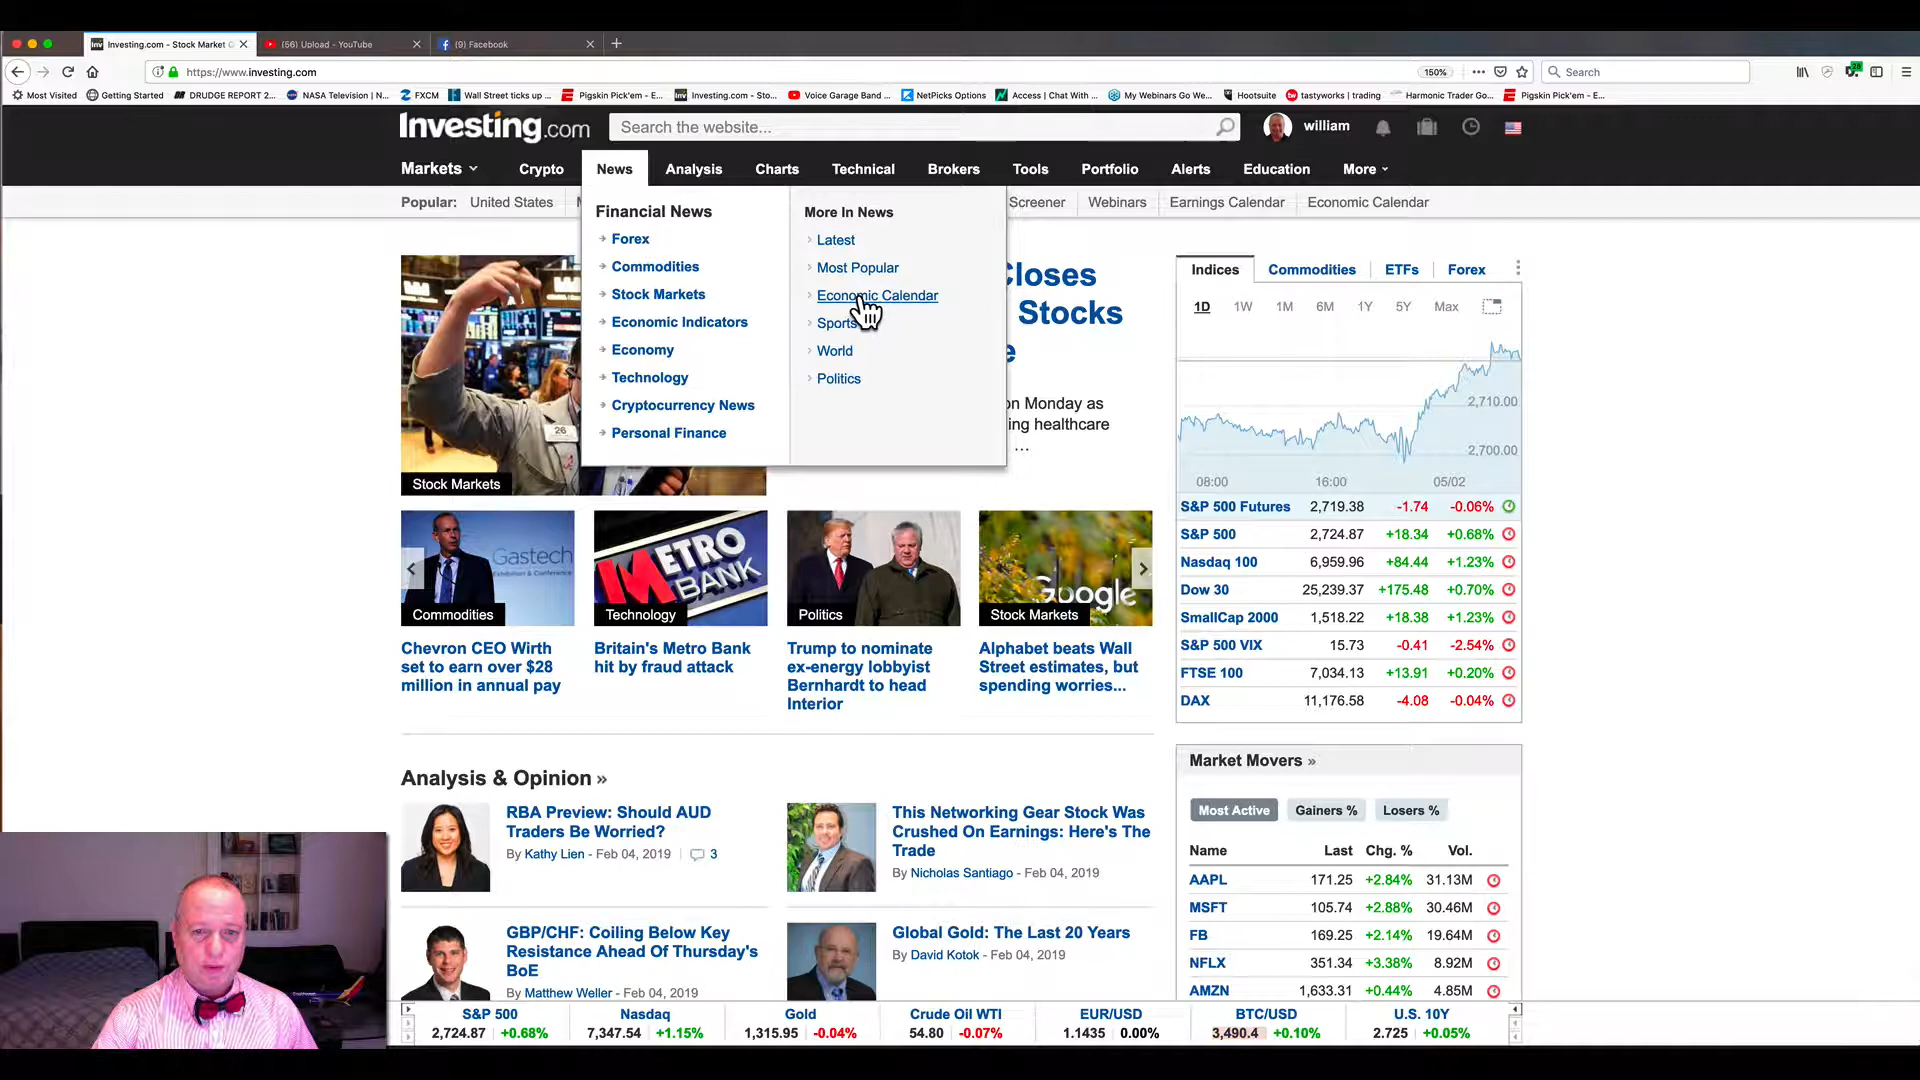 Investing.com - Stock Market Q
(56) Upload - YouTube
(9) Facebook
https://www.investing.com
150%
Search
Most Visited
Getting Started
DRUDGE REPORT 2...
NASA Television | N...
FXCM
Wall Street ticks up ...
Pigskin Pick'em - E...
Investing.com - Sto...
Voice Garage Band ...
NetPicks Options
Access | Chat With ...
My Webinars Go We...
Hootsuite
tastyworks | trading
Harmonic Trader Go...
Pigskin Pick'em - E...
Investing.com
Search the website...
william
Markets
Crypto
News
Analysis
Charts
Technical
Brokers
Tools
Portfolio
Alerts
Education
More
Popular:
United States
Screener
Webinars
Earnings Calendar
Economic Calendar
Financial News
Forex
Commodities
Stock Markets
Economic Indicators
Economy
Technology
Cryptocurrency News
Personal Finance
More In News
Latest
Most Popular
Economic Calendar
Sports
World
Politics
Closes
Stocks
on Monday as
ing healthcare
...
26
Stock Markets
Indices
Commodities
ETFs
Forex
1D 1W 1M 6M 1Y 5Y Max
2,710.00
2,700.00
08:00 16:00 05/02
S&P 500 Futures 2,719.38 -1.74 -0.06%
S&P 500 2,724.87 +18.34 +0.68%
Nasdaq 100 6,959.96 +84.44 +1.23%
Dow 30 25,239.37 +175.48 +0.70%
SmallCap 2000 1,518.22 +18.38 +1.23%
S&P 500 VIX 15.73 -0.41 -2.54%
FTSE 100 7,034.13 +13.91 +0.20%
DAX 11,176.58 -4.08 -0.04%
Gastech
Exhibition & Conference
Commodities
Chevron CEO Wirth
set to earn over $28
million in annual pay
METRO
BANK
Technology
Britain's Metro Bank
hit by fraud attack
Politics
Trump to nominate
ex-energy lobbyist
Bernhardt to head
Interior
Google
Stock Markets
Alphabet beats Wall
Street estimates, but
spending worries...
Analysis & Opinion »
RBA Preview: Should AUD
Traders Be Worried?
By Kathy Lien - Feb 04, 2019 3
This Networking Gear Stock Was
Crushed On Earnings: Here's The
Trade
By Nicholas Santiago - Feb 04, 2019
GBP/CHF: Coiling Below Key
Resistance Ahead Of Thursday's
BoE
By Matthew Weller - Feb 04, 2019
Global Gold: The Last 20 Years
By David Kotok - Feb 04, 2019
Market Movers »
Most Active
Gainers %
Losers %
Name Last Chg. % Vol.
AAPL 171.25 +2.84% 31.13M
MSFT 105.74 +2.88% 30.46M
FB 169.25 +2.14% 19.64M
NFLX 351.34 +3.38% 8.92M
AMZN 1,633.31 +0.44% 4.85M
S&P 500
2,724.87 +0.68%
Nasdaq
7,347.54 +1.15%
Gold
1,315.95 -0.04%
Crude Oil WTI
54.80 -0.07%
EUR/USD
1.1435 0.00%
BTC/USD
3,490.4 +0.10%
U.S. 10Y
2.725 +0.05%